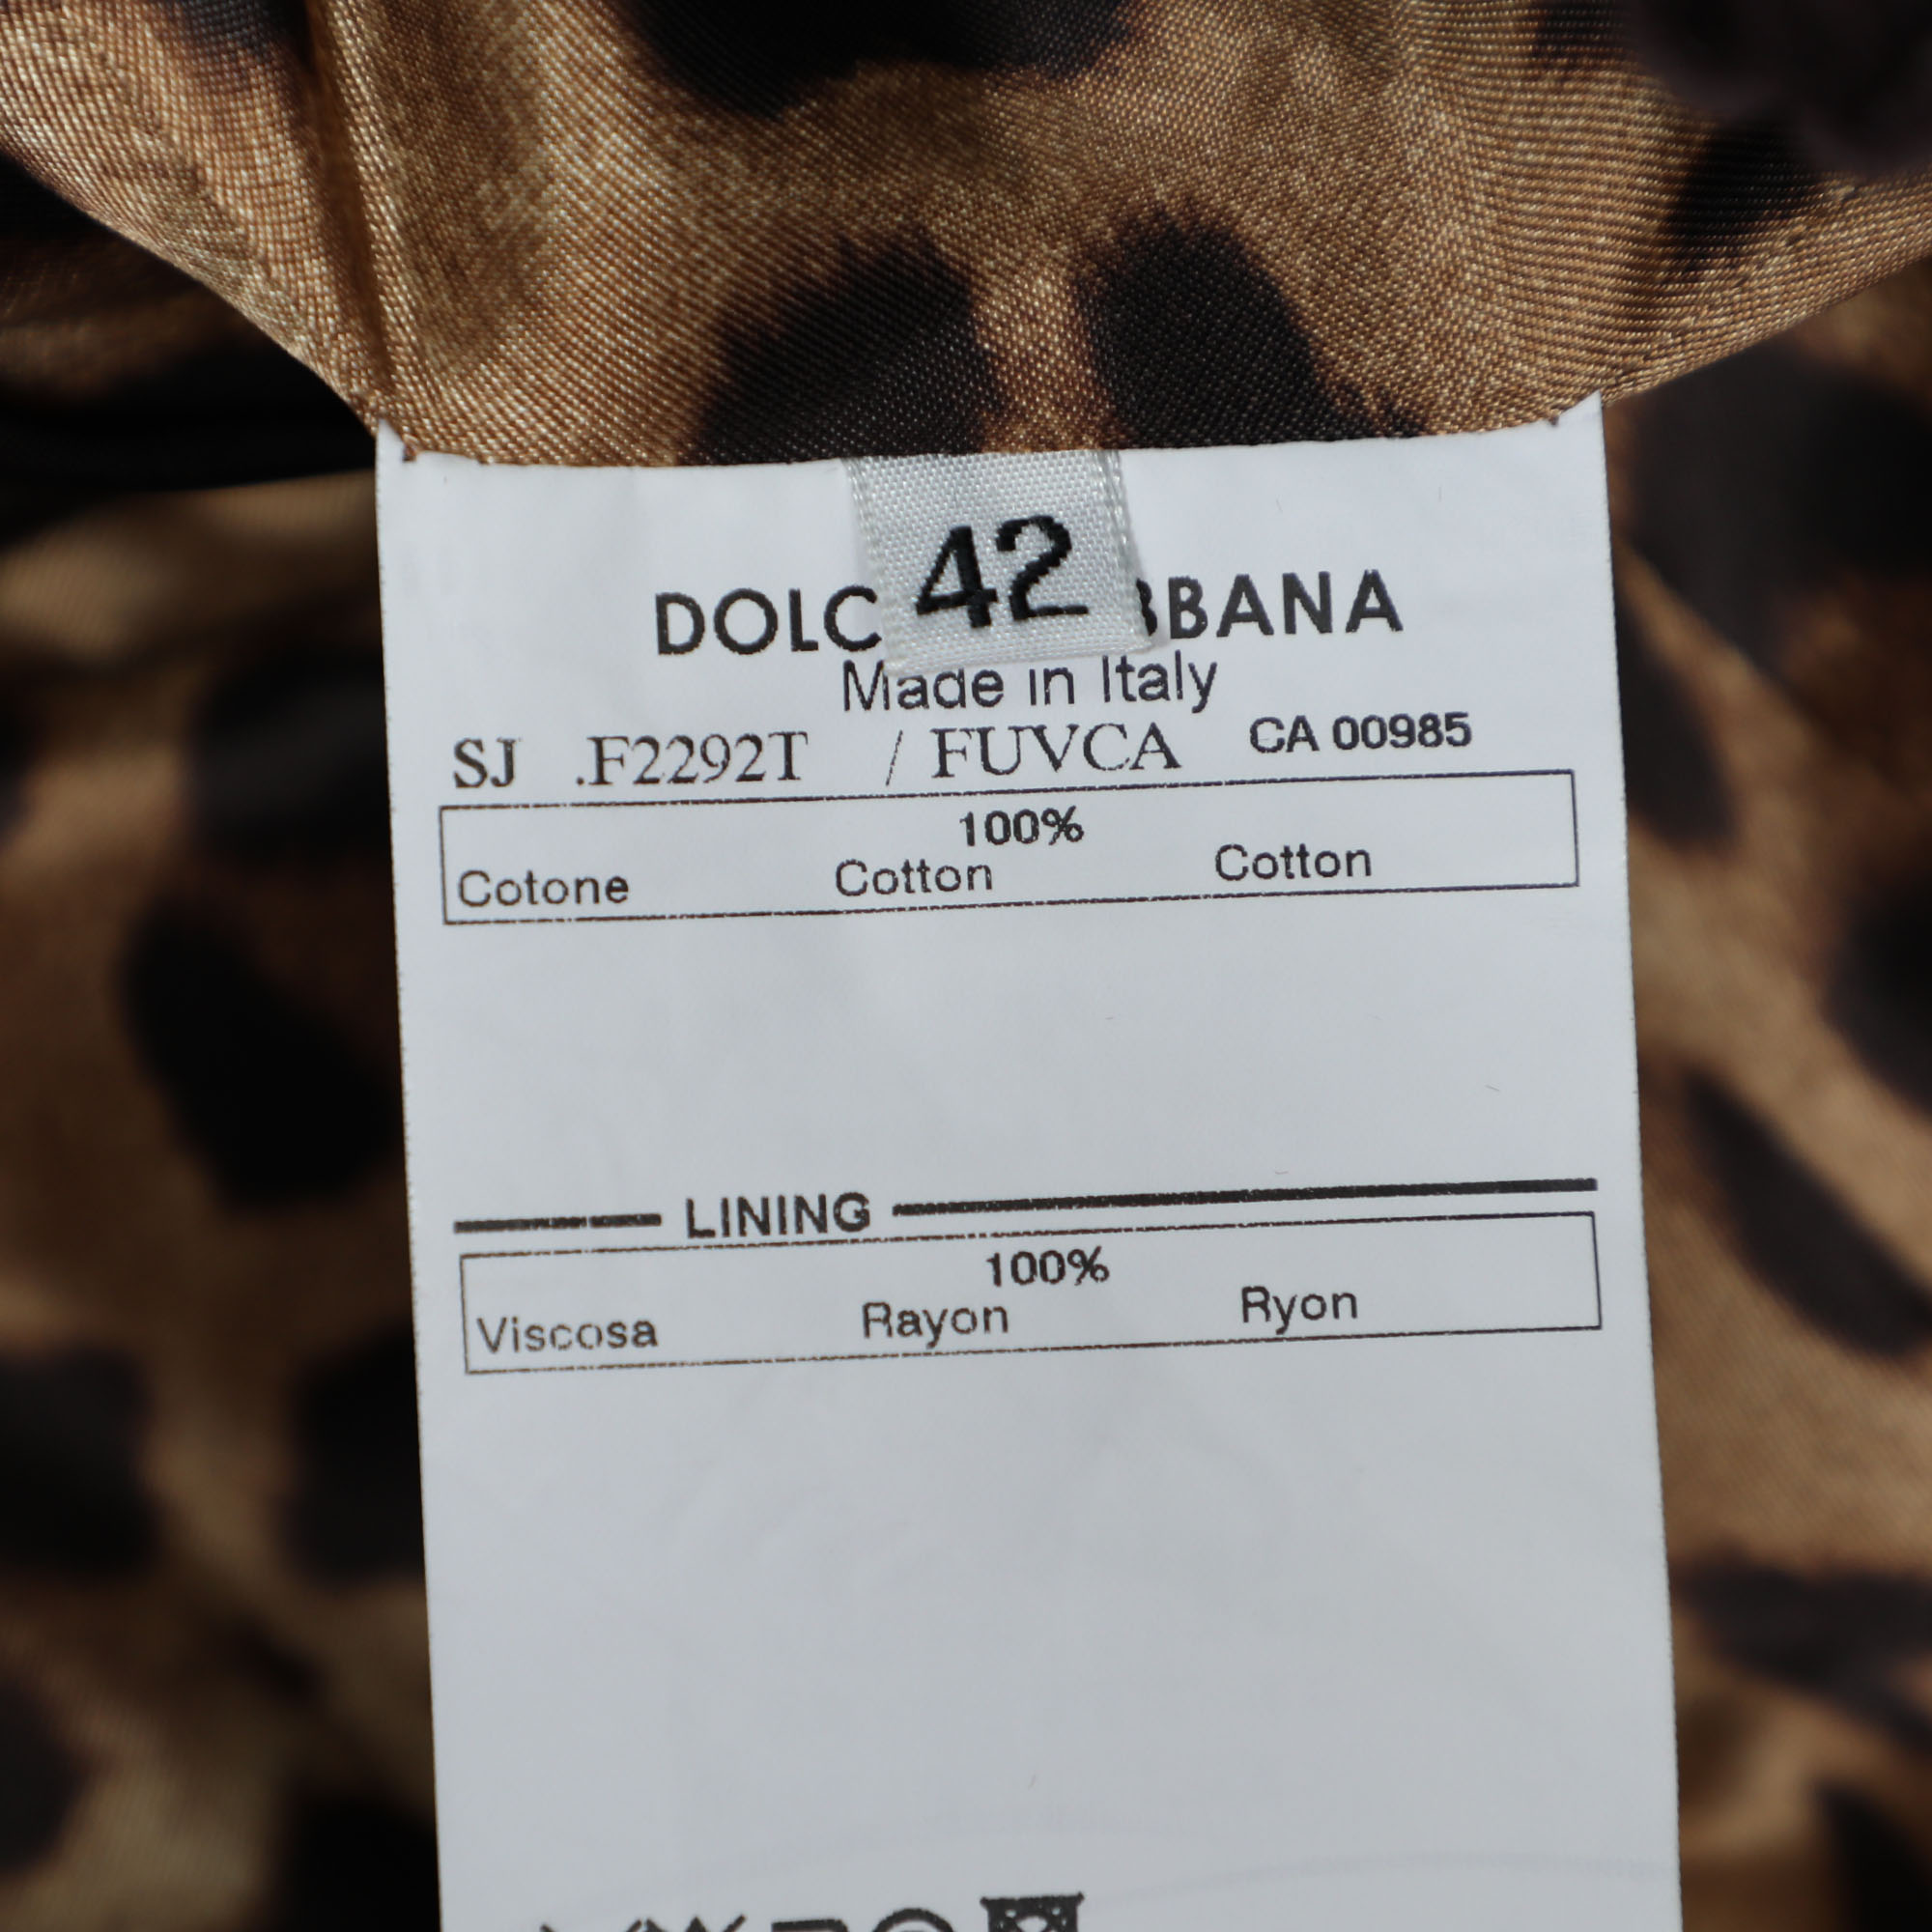 42
DOLC BBANA
Made in Italy
SJ .F2292T / FUVCA CA 00985
100%
Cotone Cotton Cotton
LINING
100%
Viscosa Rayon Ryon